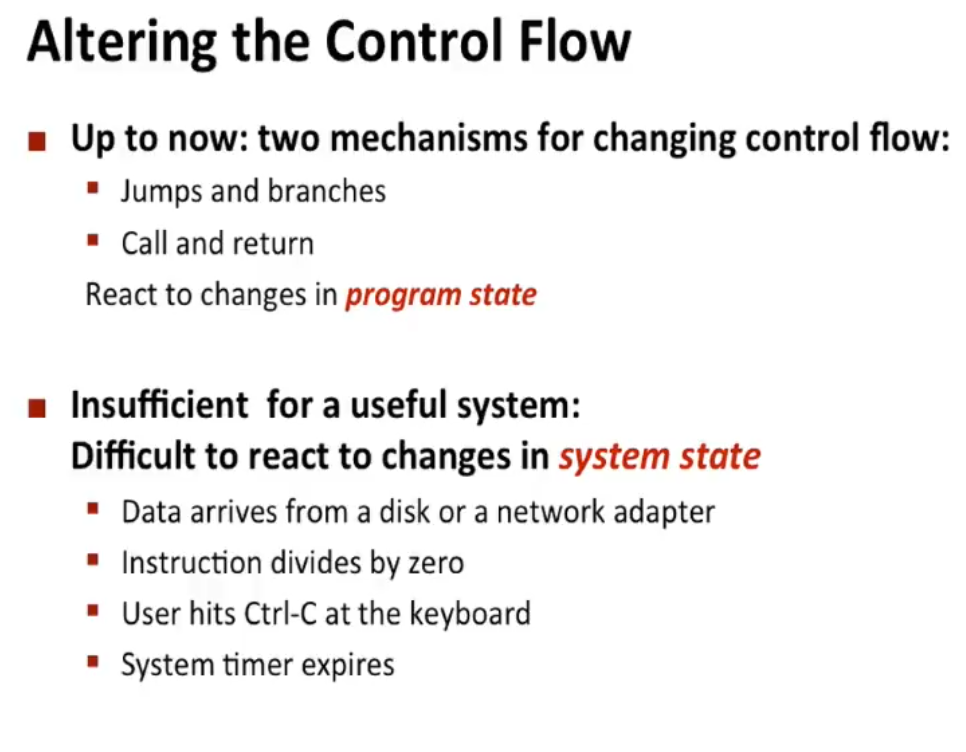 Altering the Control Flow
Up to now: two mechanisms for changing control flow:
Jumps and branches
Call and return
React to changes in program state
Insufficient for a useful system:
Difficult to react to changes in system state
Data arrives from a disk or a network adapter
Instruction divides by zero
User hits Ctrl-C at the keyboard
System timer expires